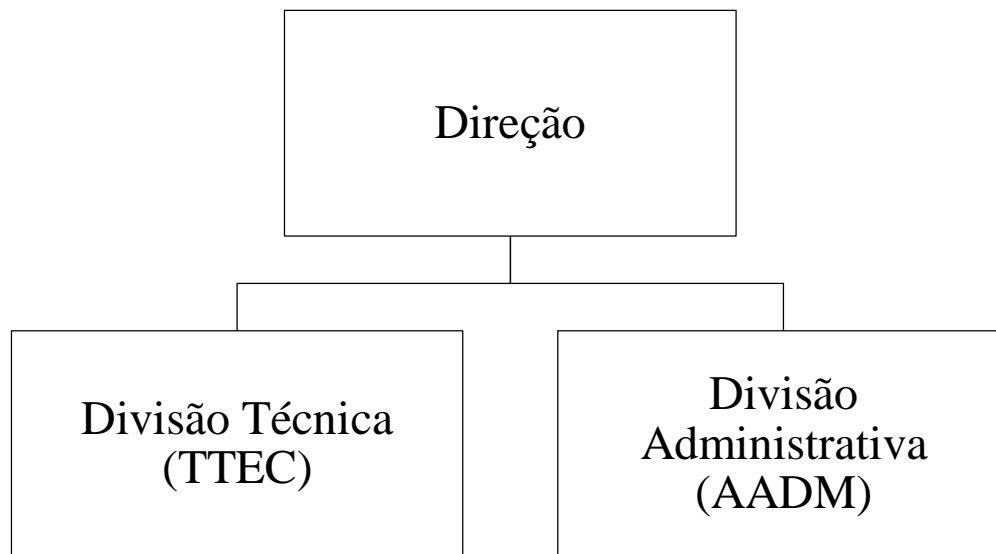 Direção
Divisão Técnica
(TTEC)
Divisão
Administrativa
(AADM)